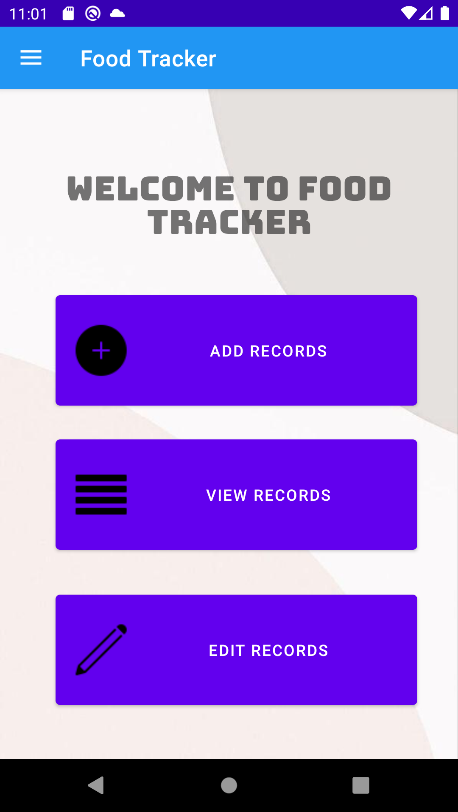 11:01
Food Tracker
WELCOME TO FOOD
TRACKER
ADD RECORDS
VIEW RECORDS
EDIT RECORDS